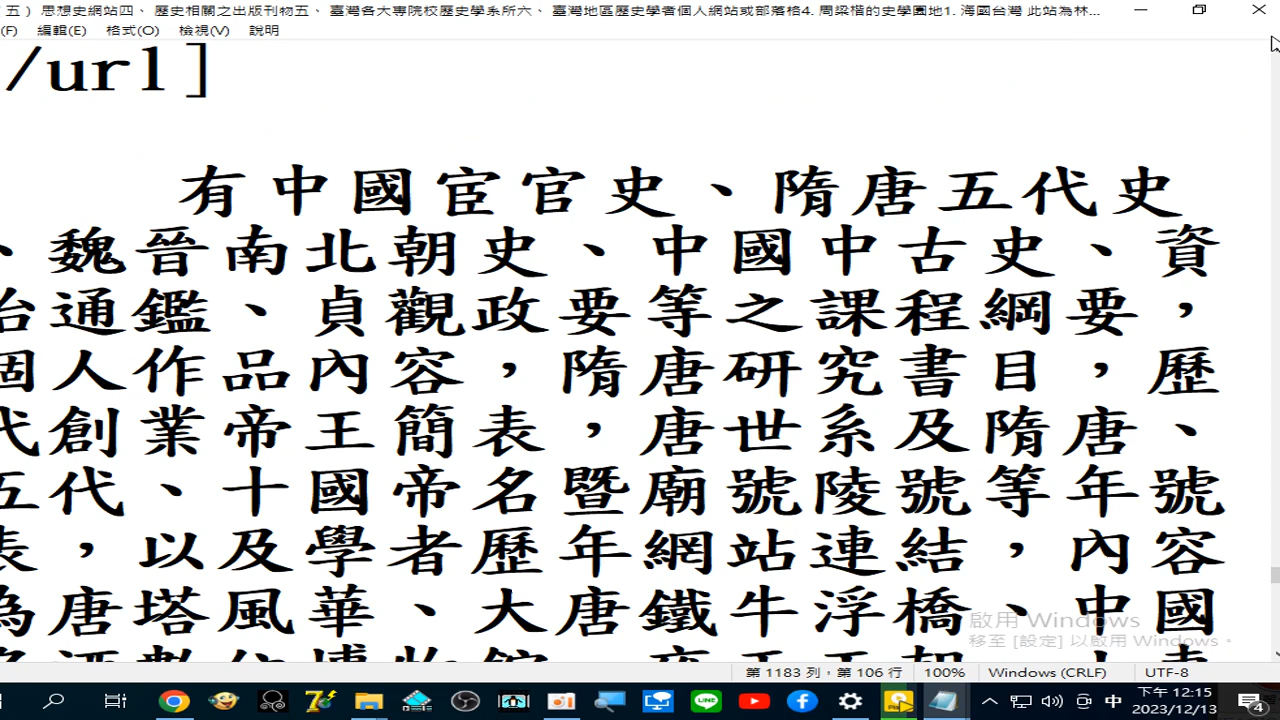 五） 思想史網站四、 歷史相關之出版刊物五、 臺灣各大專院校歷史學系所六、 臺灣地區歷史學者個人網站或部落格4. 周梁楷的史學園地1. 海國台灣 此站為林...
(F) 編輯(E) 格式(O) 檢視(V) 說明
/url]
有中國宦官史、隋唐五代史
、魏晉南北朝史、中國中古史、資
治通鑑、貞觀政要等之課程綱要，
個人作品內容，隋唐研究書目，歷
代創業帝王簡表，唐世系及隋唐、
五代、十國帝名暨廟號陵號等年號
表，以及學者歷年網站連結，內容
為唐塔風華、大唐鐵牛浮橋、中國
啟用 Windows
移至 [設定] 以啟用 Windows。
第 1183 列，第 106 行 100% Windows (CRLF) UTF-8
中 下午 12:15
2023/12/13
4